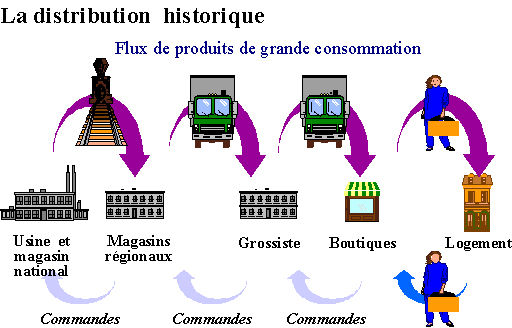 La distribution historique
Flux de produits de grande consommation
Usine et
magasin
national
Magasins
régionaux
Grossiste
Boutiques
Logement
Commandes
Commandes
Commandes